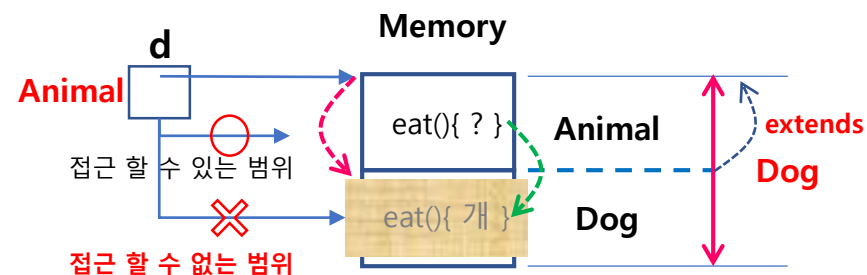 Memory
d
Animal
eat(){ ? }
Animal
extends
접근 할 수 있는 범위
Dog
eat(){ 개 }
Dog
접근 할 수 없는 범위